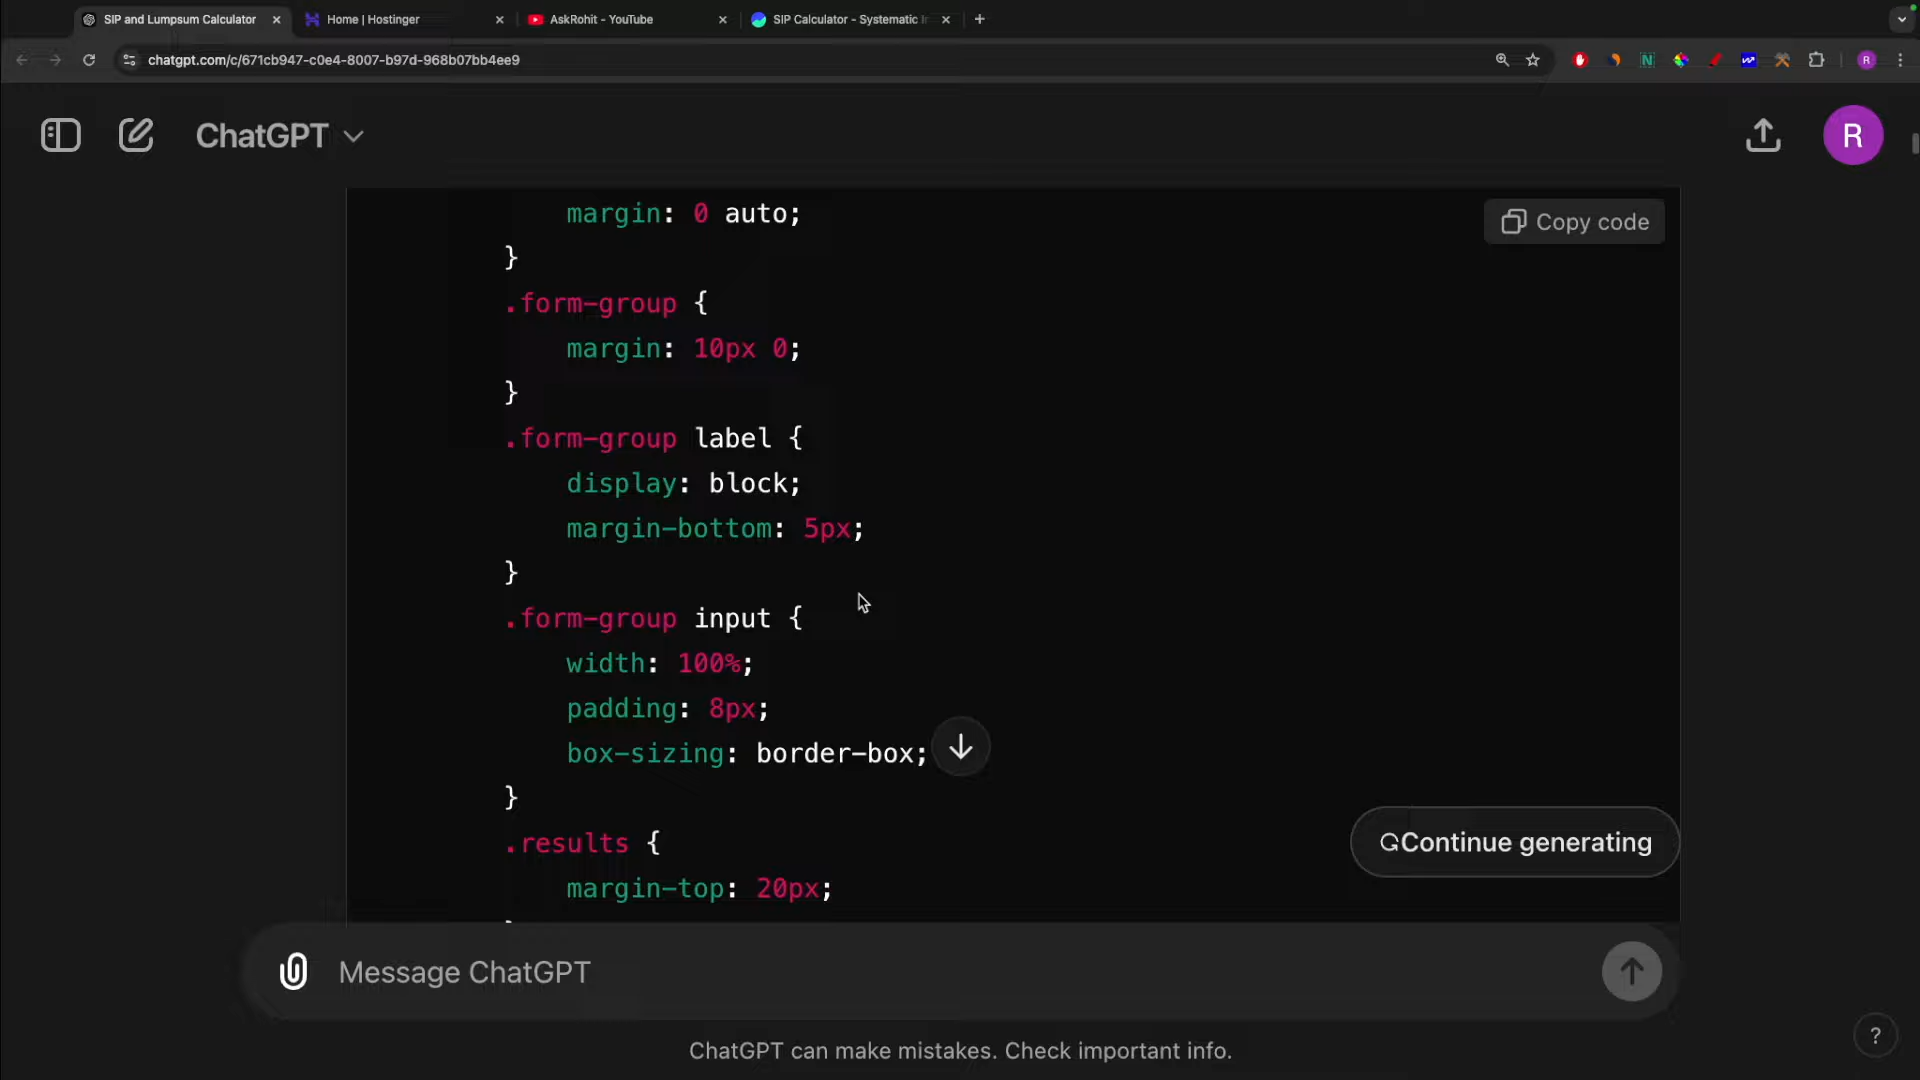 SIP and Lumpsum Calculator
Home | Hostinger
AskRohit - YouTube
SIP Calculator - Systematic
chatgpt.com/c/671cb947-c0e4-8007-b97d-968b07bb4ee9
R
ChatGPT
R
Copy code
margin: 0 auto;
}
.form-group {
margin: 10px 0;
}
.form-group label {
display: block;
margin-bottom: 5px;
}
.form-group input {
width: 100%;
padding: 8px;
box-sizing: border-box;
}
.results {
margin-top: 20px;
Continue generating
Message ChatGPT
ChatGPT can make mistakes. Check important info.
?